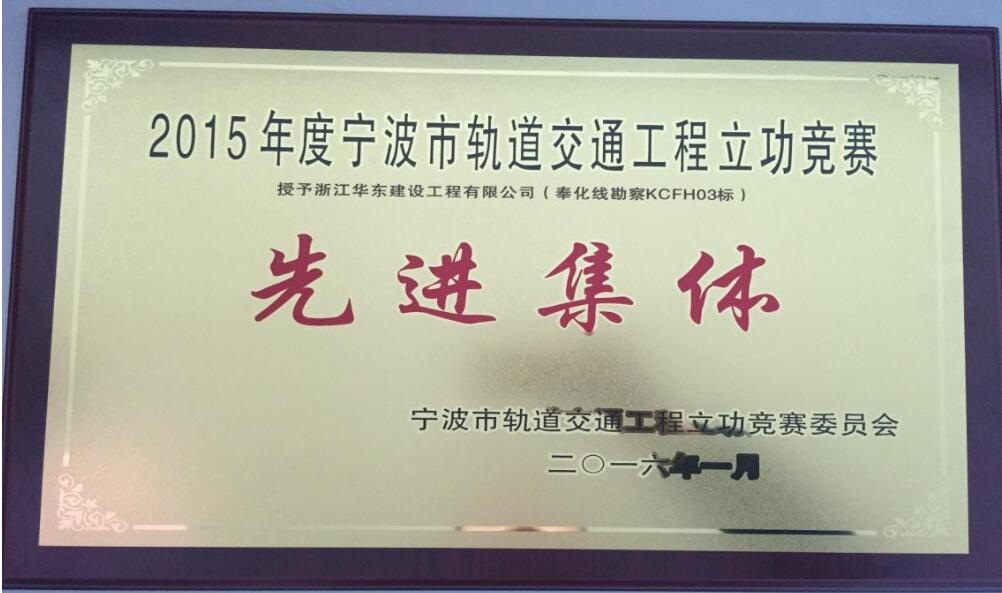 2015年度宁波市轨道交通工程立功竞赛
授予浙江华东建设工程有限公司（奉化线勘察KCFH03标）
先进集体
宁波市轨道交通工程立功竞赛委员会
二〇一六年一月